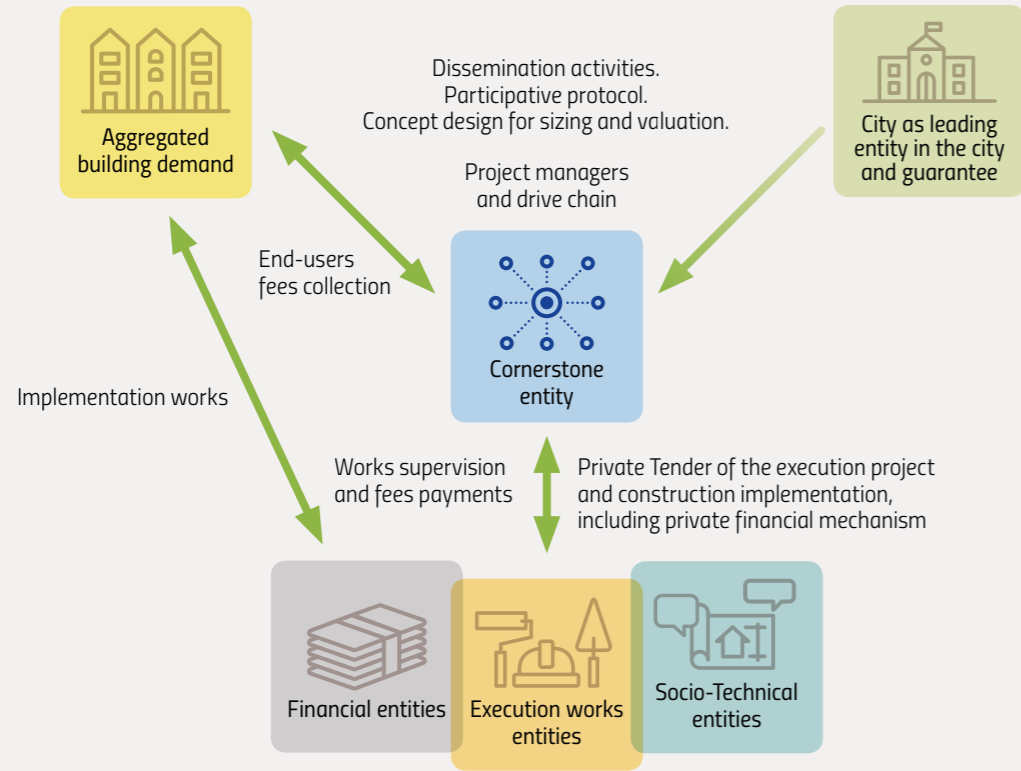 Aggregated
building demand
Dissemination activities.
Participative protocol.
Concept design for sizing and valuation.
Project managers
and drive chain
City as leading
entity in the city
and guarantee
End-users
fees collection
Cornerstone
entity
Implementation works
Works supervision
and fees payments
Private Tender of the execution project
and construction implementation,
including private financial mechanism
Financial entities
Execution works
entities
Socio-Technical
entities